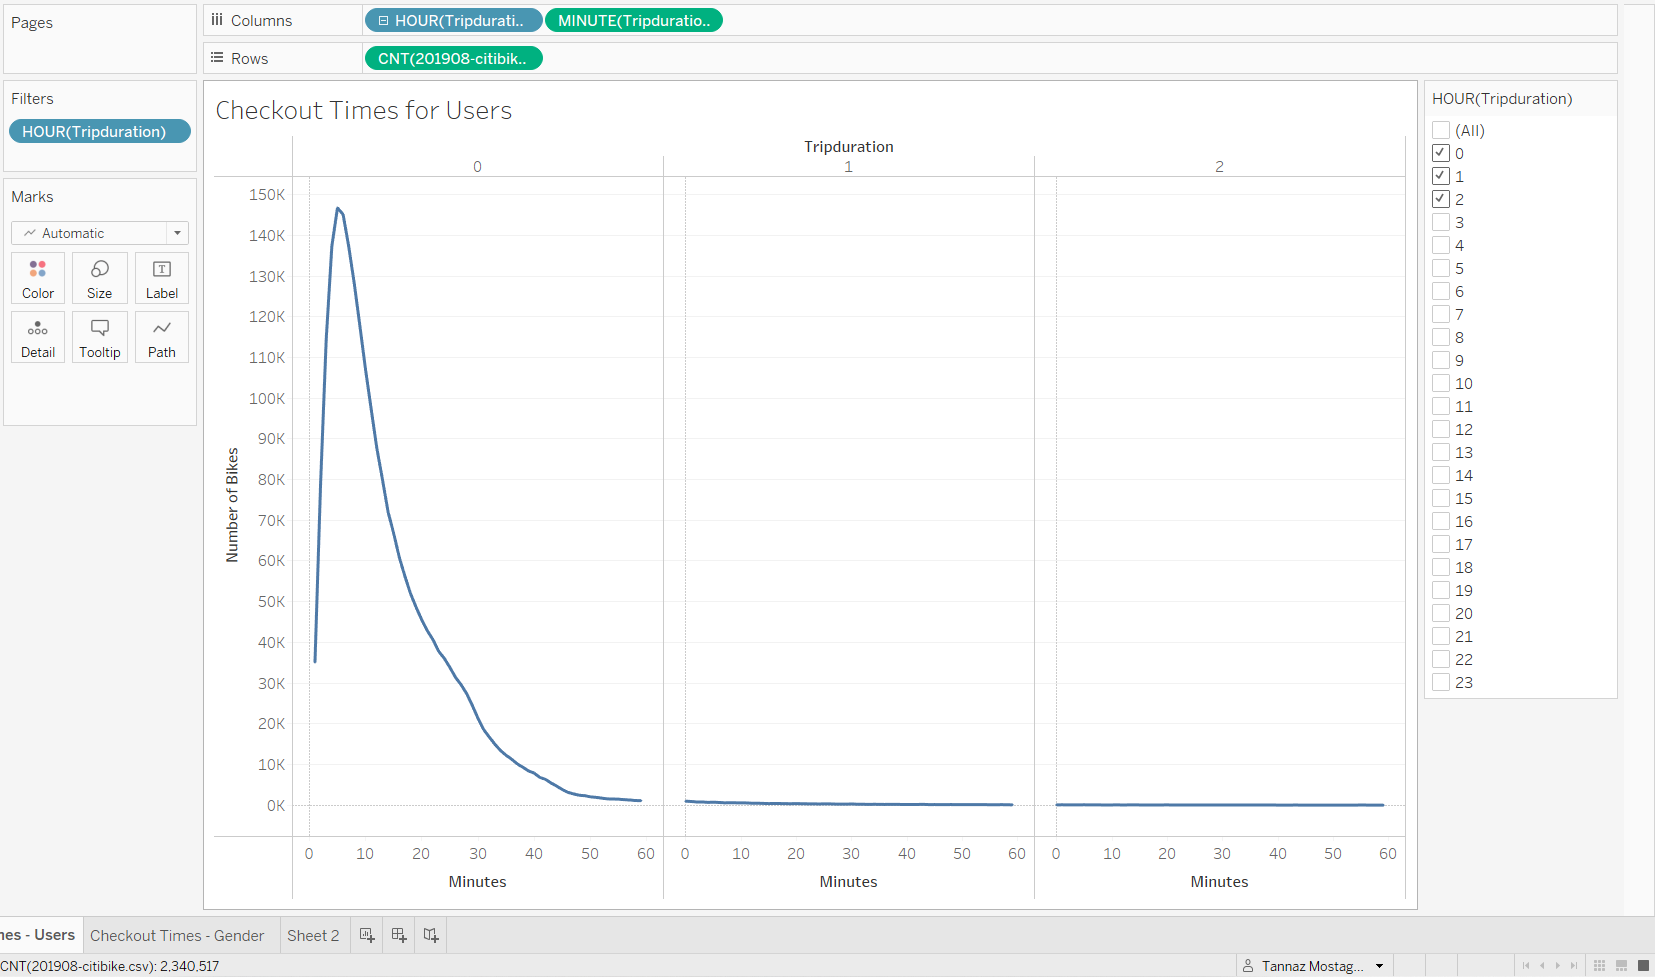 Pages
Columns
HOUR(Tripdurati..
MINUTE(Tripduratio..
Rows
CNT(201908-citibik..
Filters
HOUR(Tripduration)
Marks
Automatic
Color
Size
Label
Detail
Tooltip
Path
Checkout Times for Users
Tripduration
0
1
2
Number of Bikes
150K
140K
130K
120K
110K
100K
90K
80K
70K
60K
50K
40K
30K
20K
10K
0K
0 10 20 30 40 50 60
0 10 20 30 40 50 60
0 10 20 30 40 50 60
Minutes
Minutes
Minutes
HOUR(Tripduration)
(All)
0
1
2
3
4
5
6
7
8
9
10
11
12
13
14
15
16
17
18
19
20
21
22
23
nes - Users
Checkout Times - Gender
Sheet 2
CNT(201908-citibike.csv): 2,340,517
Tannaz Mostag...